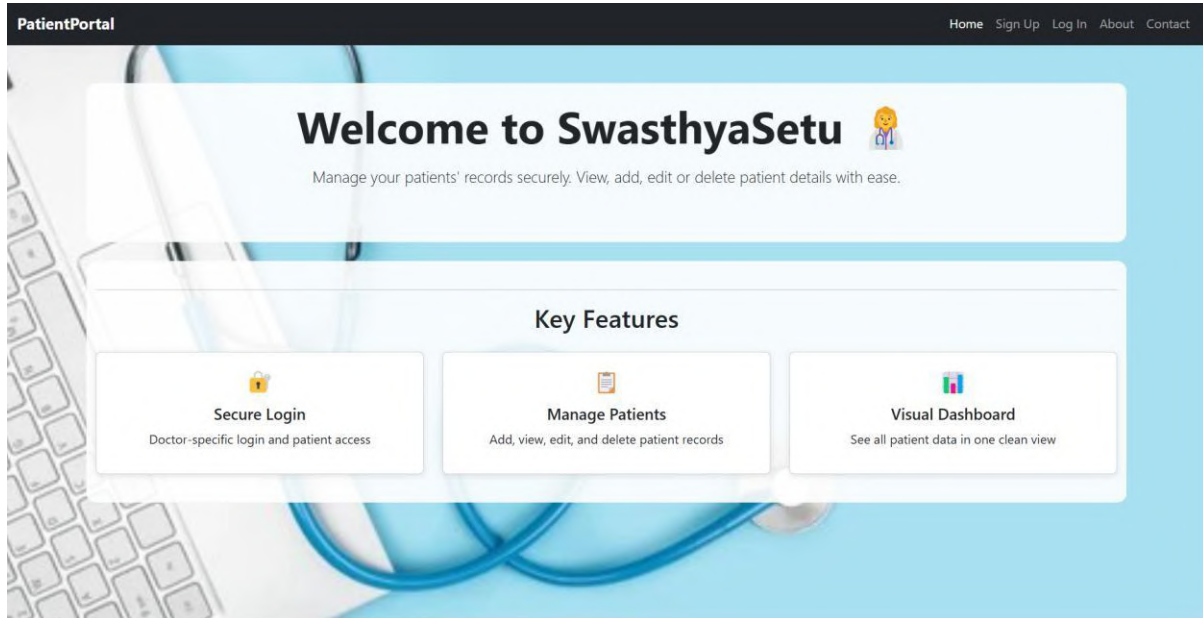 PatientPortal
Home Sign Up Log In About Contact
Welcome to SwasthyaSetu
Manage your patients' records securely. View, add, edit or delete patient details with ease.
Key Features
Secure Login
Doctor-specific login and patient access
Manage Patients
Add, view, edit, and delete patient records
Visual Dashboard
See all patient data in one clean view